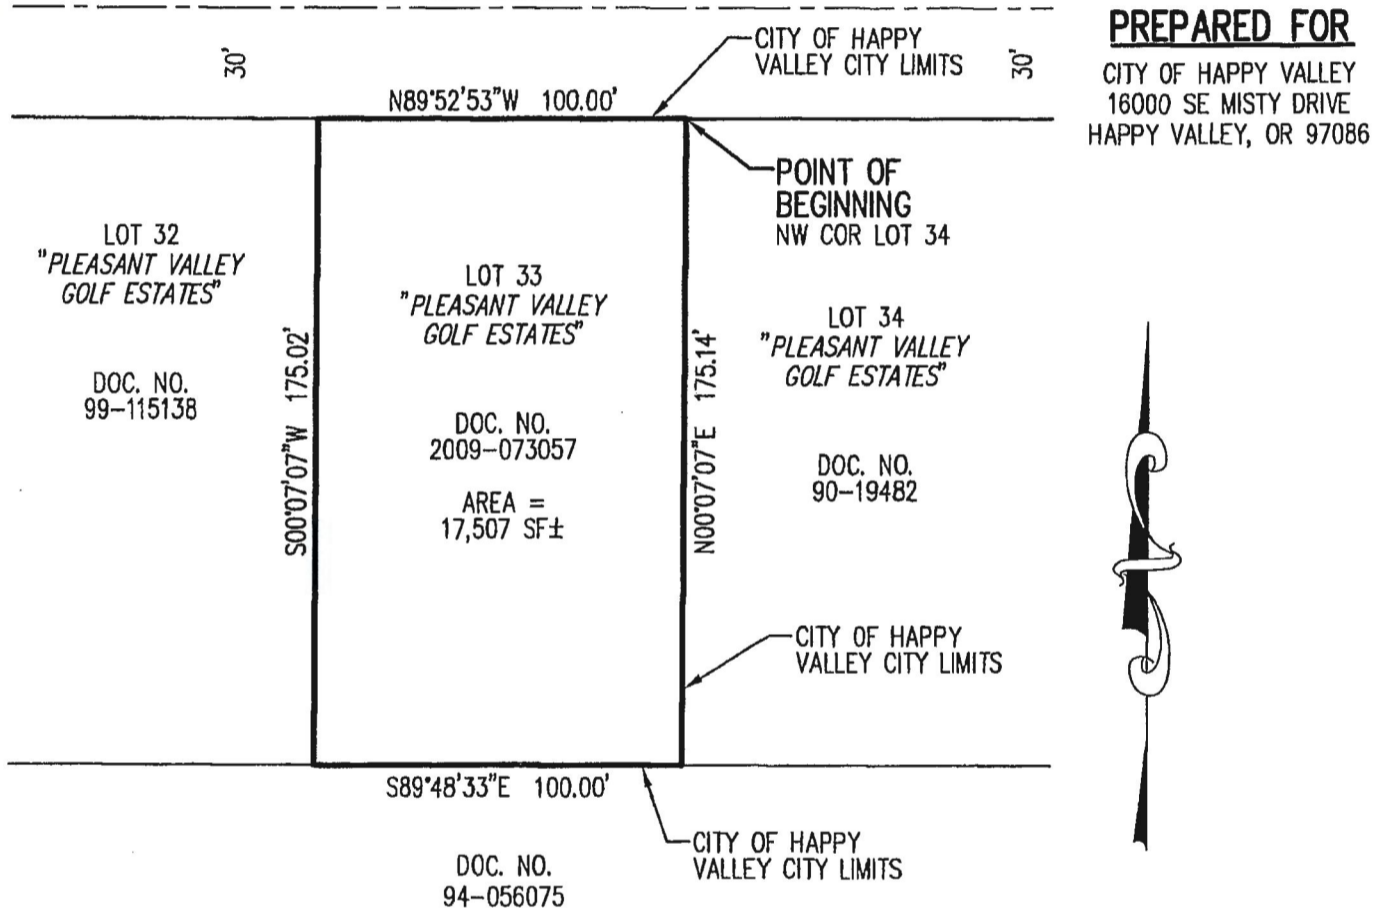 PREPARED FOR
CITY OF HAPPY VALLEY
16000 SE MISTY DRIVE
HAPPY VALLEY, OR 97086
30'
CITY OF HAPPY
VALLEY CITY LIMITS
30'
N89°52'53"W 100.00'
POINT OF
BEGINNING
NW COR LOT 34
LOT 32
"PLEASANT VALLEY
GOLF ESTATES"
DOC. NO.
99-115138
S00°07'07"W 175.02'
LOT 33
"PLEASANT VALLEY
GOLF ESTATES"
DOC. NO.
2009-073057
AREA =
17,507 SF±
N00°07'07"E 175.14'
LOT 34
"PLEASANT VALLEY
GOLF ESTATES"
DOC. NO.
90-19482
CITY OF HAPPY
VALLEY CITY LIMITS
S89°48'33"E 100.00'
CITY OF HAPPY
VALLEY CITY LIMITS
DOC. NO.
94-056075